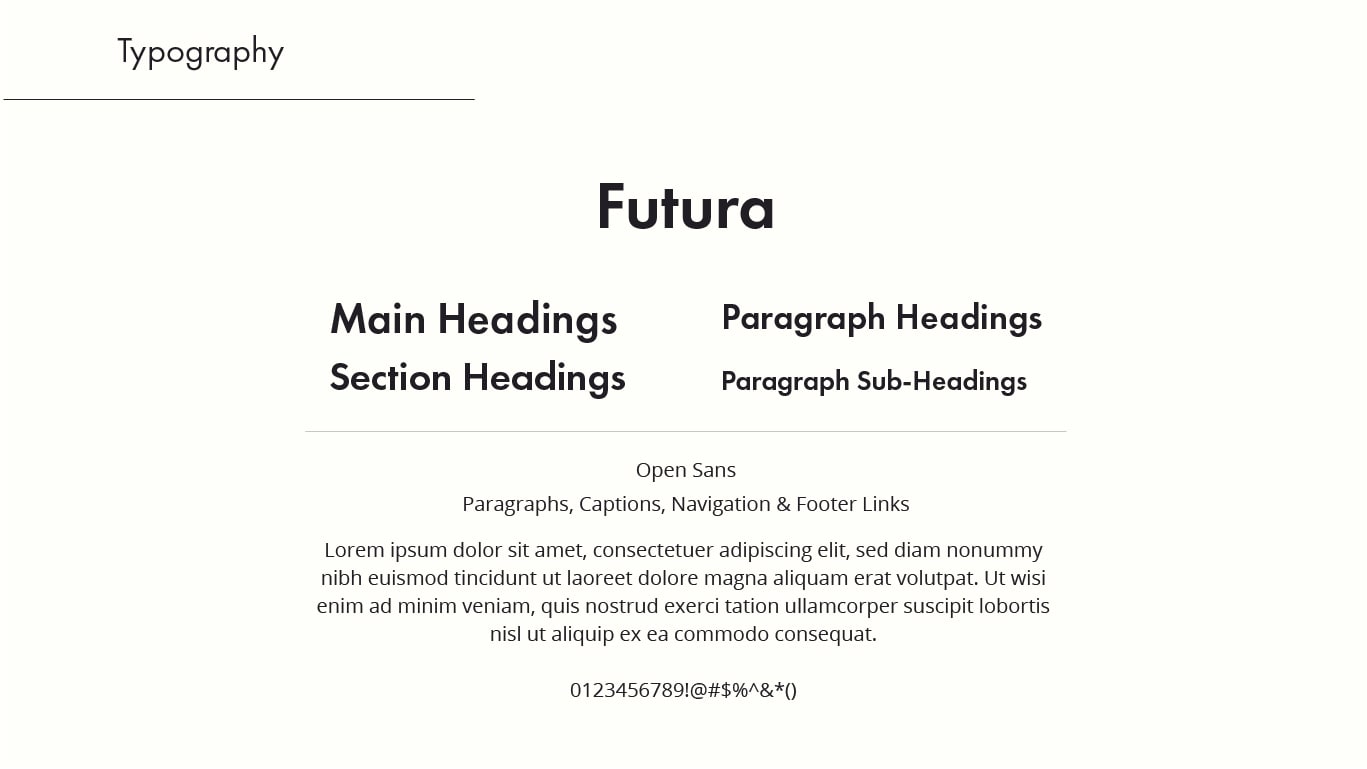 Typography
Futura
Main Headings
Section Headings
Paragraph Headings
Paragraph Sub-Headings
Open Sans
Paragraphs, Captions, Navigation & Footer Links
Lorem ipsum dolor sit amet, consectetuer adipiscing elit, sed diam nonummy
nibh euismod tincidunt ut laoreet dolore magna aliquam erat volutpat. Ut wisi
enim ad minim veniam, quis nostrud exerci tation ullamcorper suscipit lobortis
nisl ut aliquip ex ea commodo consequat.
0123456789!@#$%^&*()